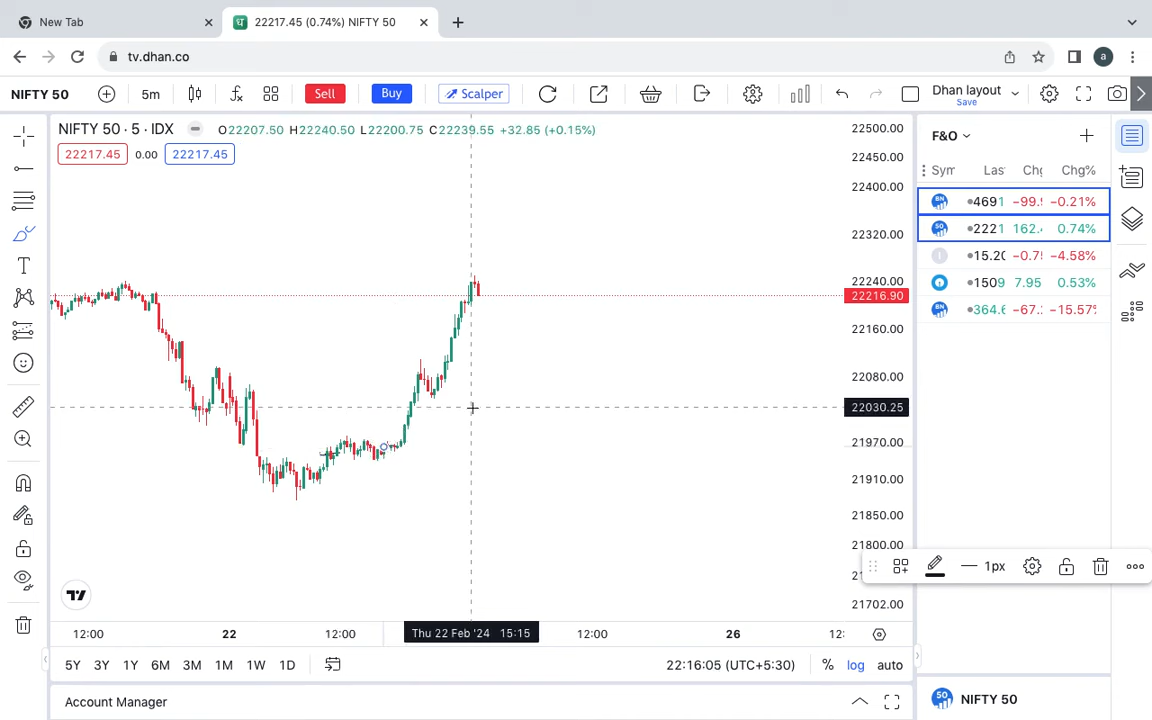 New Tab
22217.45 (0.74%) NIFTY 50
tv.dhan.co
a
NIFTY 50
5m
Sell
Buy
Scalper
Dhan layout
Save
NIFTY 50 · 5 · IDX
O22207.50 H22240.50 L22200.75 C22239.55 +32.85 (+0.15%)
22217.45
0.00
22217.45
22500.00
22450.00
22400.00
22320.00
22240.00
22216.90
22160.00
22080.00
22030.25
21970.00
21910.00
21850.00
21800.00
21702.00
F&O
Chg%
4691 −99. −0.21%
2221 162. 0.74%
15.20 −0.75 −4.58%
1509 7.95 0.53%
364.6 −67. −15.57%
1px
12:00
22
12:00
Thu 22 Feb '24 15:15
12:00
26
12:
5Y 3Y 1Y 6M 3M 1M 1W 1D
22:16:05 (UTC+5:30)
%
log
auto
Account Manager
50
NIFTY 50